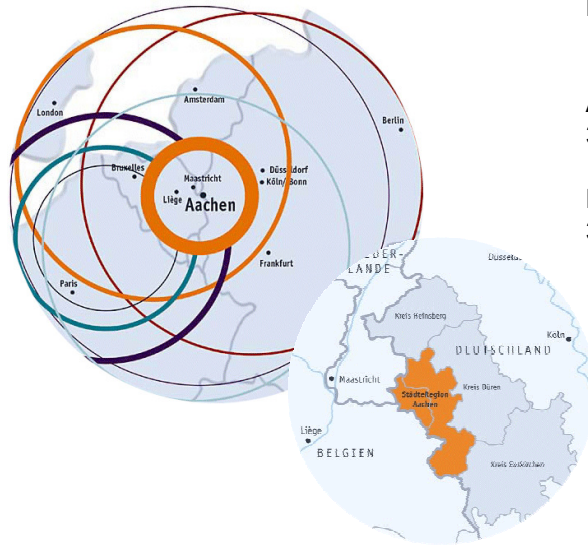 Amsterdam
London
Berlin
Bruxelles
Maastricht
Düsseldorf
Köln/Bonn
Liège
Aachen
Frankfurt
Paris
LANDE
Kreis Heinsberg
Köln
DEUTSCHLAND
Maastricht
Kreis Düren
StädteRegion
Aachen
Liège
BELGIEN
Kreis Euskirchen